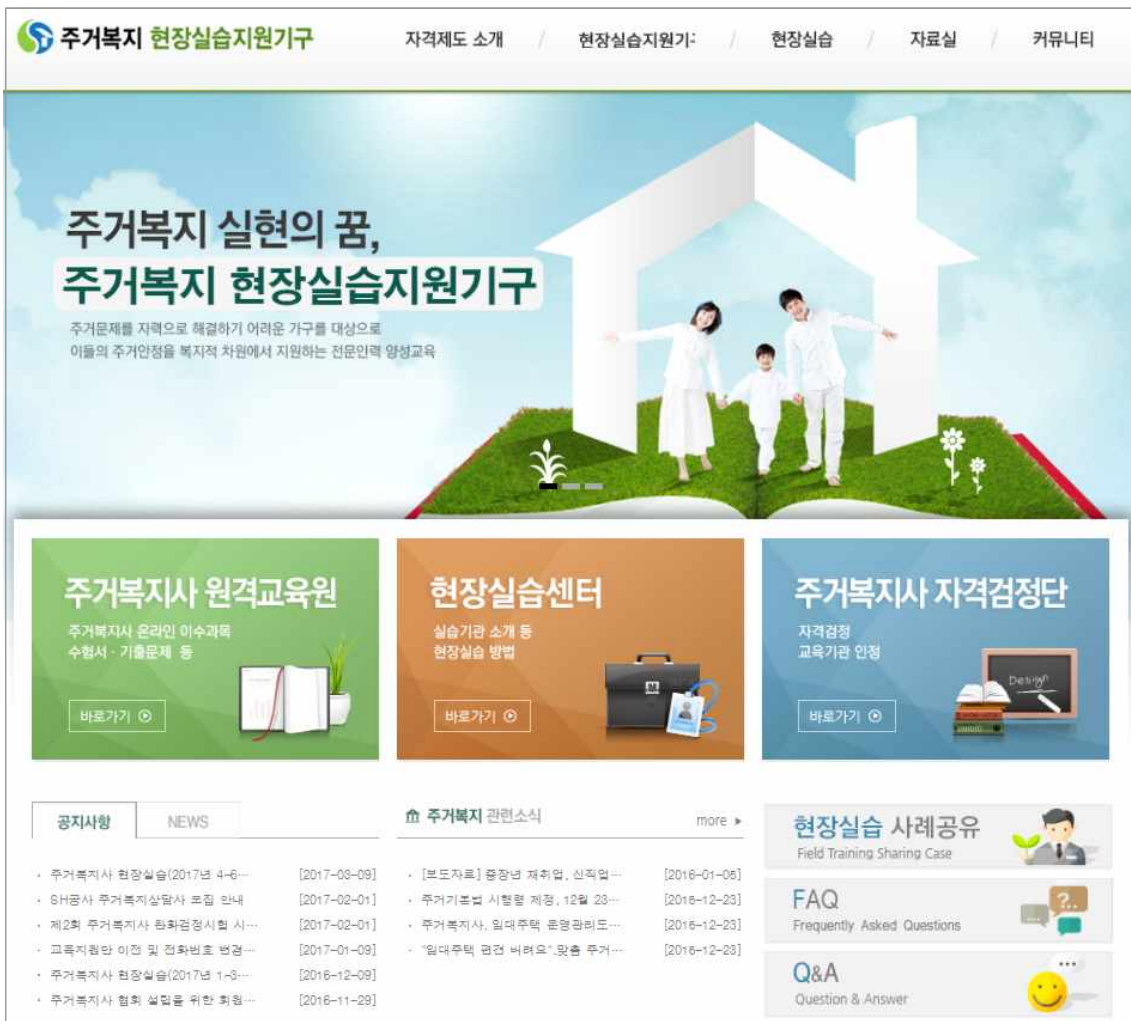 주거복지 현장실습지원기구
자격제도 소개 / 현장실습지원기구 / 현장실습 / 자료실 / 커뮤니티
주거복지 실현의 꿈,
주거복지 현장실습지원기구
주거문제를 자력으로 해결하기 어려운 가구를 대상으로
이들의 주거안정을 복지적 차원에서 지원하는 전문인력 양성교육
주거복지사 원격교육원
주거복지사 온라인 이수과목
수험서 · 기출문제 등
바로가기
현장실습센터
실습기관 소개 등
현장실습 방법
바로가기
주거복지사 자격검정단
자격검정
교육기관 인정
바로가기
Design
공지사항 NEWS
· 주거복지사 현장실습(2017년 4-6··· [2017-03-09]
· SH공사 주거복지상담사 모집 안내 [2017-02-01]
· 제2회 주거복지사 완화검정시험 시··· [2017-02-01]
· 교육지원단 이전 및 전화번호 변경··· [2017-01-09]
· 주거복지사 현장실습(2017년 1-3··· [2016-12-09]
· 주거복지사 협회 설립을 위한 회원··· [2016-11-29]
주거복지 관련소식 more
· [보도자료] 중장년 재취업, 신직업··· [2016-01-05]
· 주거기본법 시행령 제정, 12월 23··· [2015-12-23]
· 주거복지사, 임대주택 운영관리도··· [2015-12-23]
· "임대주택 편견 버려요",맞춤 주거··· [2015-12-23]
현장실습 사례공유
Field Training Sharing Case
FAQ
Frequently Asked Questions
?..
Q&A
Question & Answer